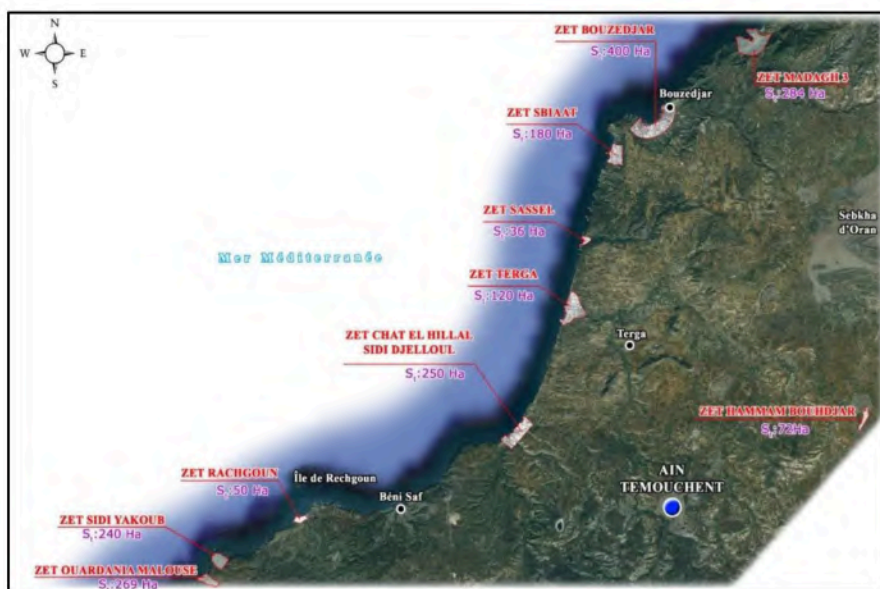 N
W E
S
ZET BOUZEDJAR
S:400 Ha
ZET MADAGH 3
S:284 Ha
Bouzedjar
ZET SBIAAT
S:180 Ha
ZET SASSEL
S:36 Ha
Sebkha
d'Oran
Mer Méditerranée
ZET TERGA
S:120 Ha
ZET CHAT EL HILLAL
SIDI DJELLOUL
S:250 Ha
Terga
ZET HAMMAM BOUHDJAR
S:72Ha
ZET RACHGOUN
S:50 Ha
Île de Rechgoun
Béni Saf
AIN
TEMOUCHENT
ZET SIDI YAKOUB
S:240 Ha
ZET OUARDANIA MALOUSE
S:269 Ha